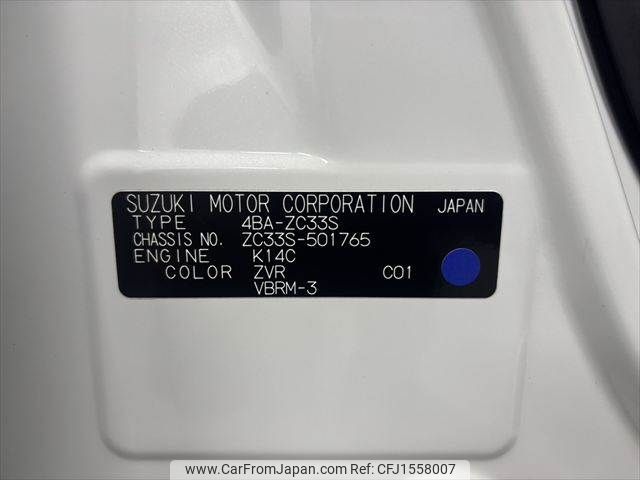 SUZUKI MOTOR CORPORATION JAPAN
TYPE 4BA-ZC33S
CHASSIS NO. ZC33S-501765
ENGINE K14C
COLOR ZVR C01
VBRM-3
www.CarFromJapan.com - CFJ1558007